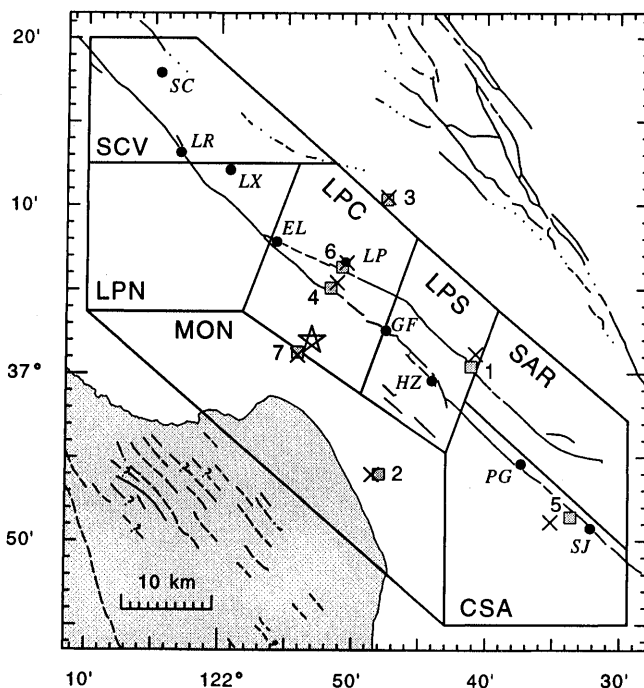 20'
SC
SCV
LR
LX
10'
LPC
3
EL
6
LP
LPN
4
LPS
MON
GF
SAR
7
37°
HZ
1
2
PG
5
50'
SJ
10 km
CSA
10'
122°
50'
40'
30'